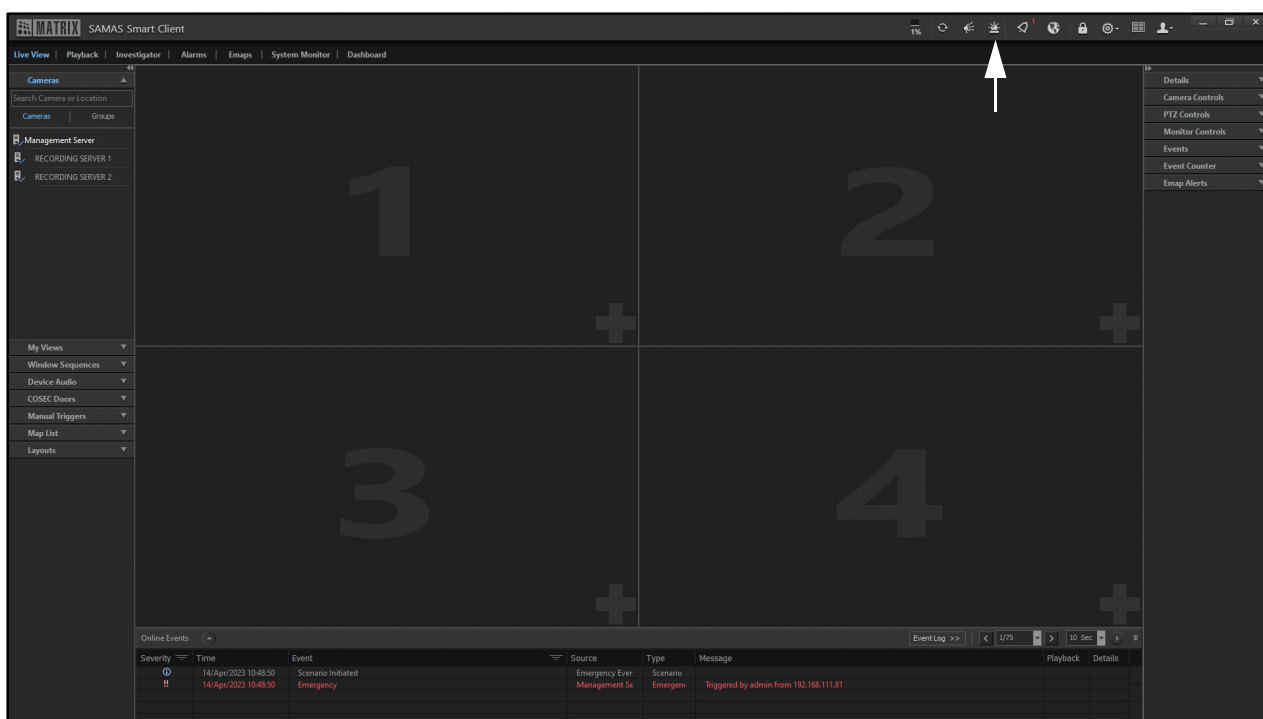 MATRIX SAMAS Smart Client
1%
1
Live View | Playback | Investigator | Alarms | Emaps | System Monitor | Dashboard
Cameras
Search Camera or Location
Cameras | Groups
Management Server
RECORDING SERVER 1
RECORDING SERVER 2
My Views
Window Sequences
Device Audio
COSEC Doors
Manual Triggers
Map List
Layouts
1
2
3
4
Details
Camera Controls
PTZ Controls
Monitor Controls
Events
Event Counter
Emap Alerts
Online Events
Event Log >> 1/75 10 Sec
Severity Time Event Source Type Message Playback Details
14/Apr/2023 10:48:50 Scenario Initiated Emergency Ever Scenario
!! 14/Apr/2023 10:48:50 Emergency Management Se Emergenc Triggered by admin from 192.168.111.81